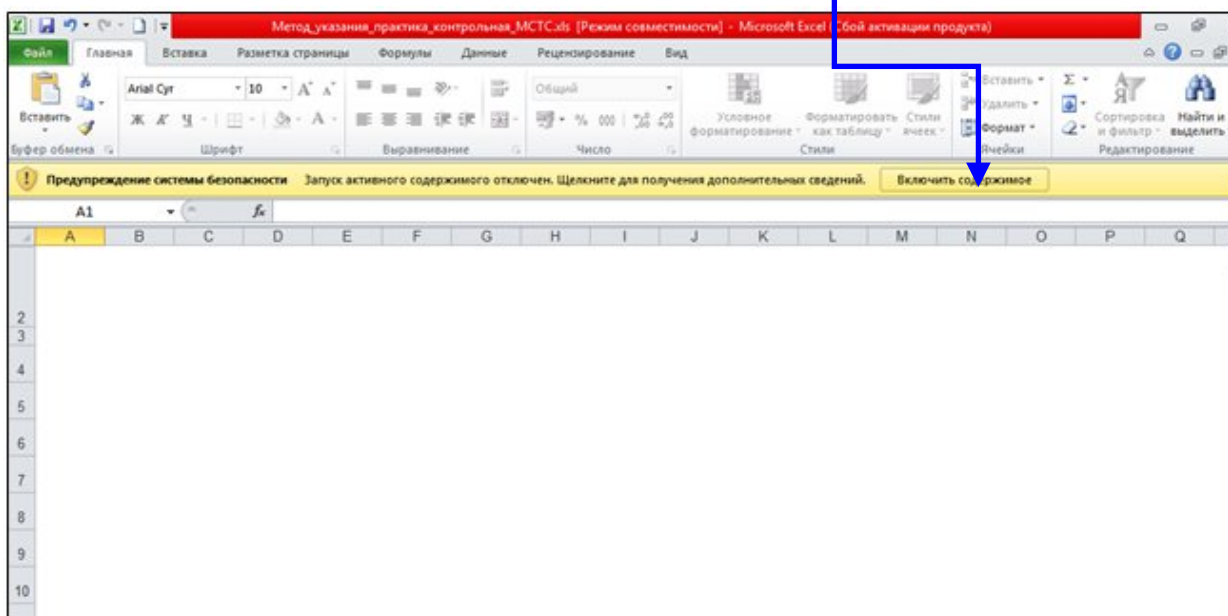 Метод_указания_практика_контрольная_МСТС.xls [Режим совместимости] - Microsoft Excel (Сбой активации продукта)
Файл Главная Вставка Разметка страницы Формулы Данные Рецензирование Вид
Вставить
Arial Cyr 10 А А
Ж К Ч А
Общий
% 000
Условное форматирование
Форматировать как таблицу
Стили ячеек
Вставить
Удалить
Формат
Σ
Сортировка и фильтр
Найти и выделить
Буфер обмена Шрифт Выравнивание Число Стили Ячейки Редактирование
Предупреждение системы безопасности Запуск активного содержимого отключен. Щелкните для получения дополнительных сведений. Включить содержимое
A1 fx
A B C D E F G H I J K L M N O P Q
2
3
4
5
6
7
8
9
10